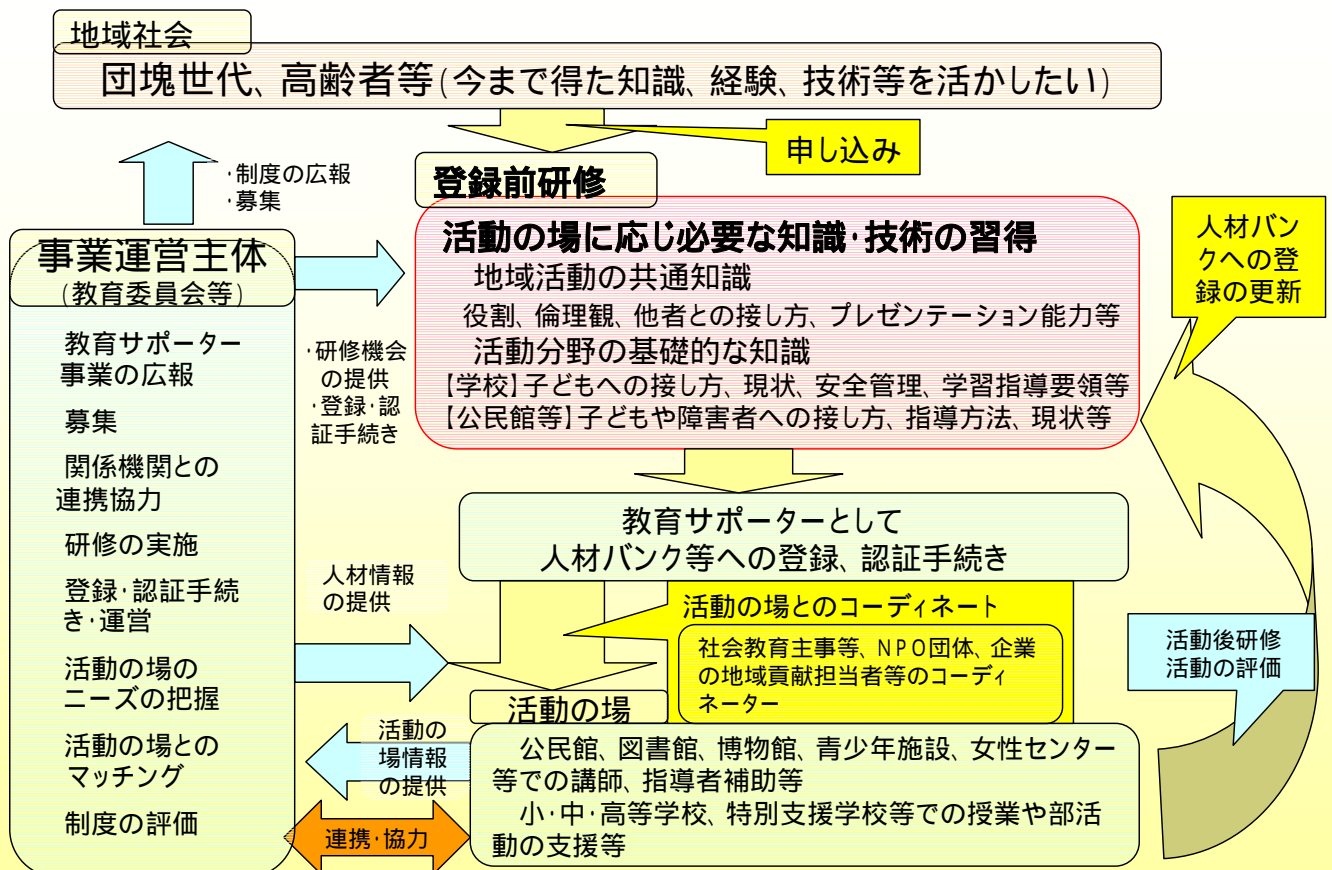 地域社会
団塊世代、高齢者等(今まで得た知識、経験、技術等を活かしたい)
申し込み
・制度の広報
・募集
登録前研修
活動の場に応じ必要な知識・技術の習得
地域活動の共通知識
役割、倫理観、他者との接し方、プレゼンテーション能力等
活動分野の基礎的な知識
【学校】子どもへの接し方、現状、安全管理、学習指導要領等
【公民館等】子どもや障害者への接し方、指導方法、現状等
人材バン
クへの登
録の更新
事業運営主体
(教育委員会等)
教育サポーター
事業の広報
募集
関係機関との
連携協力
研修の実施
登録・認証手続
き・運営
活動の場の
ニーズの把握
活動の場との
マッチング
制度の評価
・研修機会
の提供
・登録・認
証手続き
教育サポーターとして
人材バンク等への登録、認証手続き
人材情報
の提供
活動の場とのコーディネート
社会教育主事等、NPO団体、企業
の地域貢献担当者等のコーディ
ネーター
活動後研修
活動の評価
活動の場
公民館、図書館、博物館、青少年施設、女性センター
等での講師、指導者補助等
小・中・高等学校、特別支援学校等での授業や部活
動の支援等
活動の
場情報
の提供
連携・協力